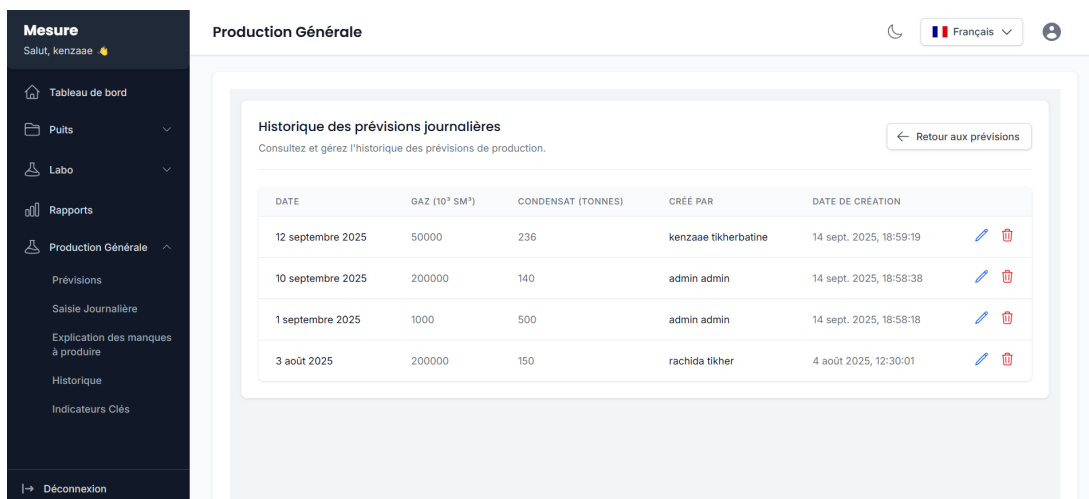 Mesure
Salut, kenzaae 👋
Tableau de bord
Puits
Labo
Rapports
Production Générale
Prévisions
Saisie Journalière
Explication des manques
à produire
Historique
Indicateurs Clés
Déconnexion
Production Générale
Français
Historique des prévisions journalières
Consultez et gérez l'historique des prévisions de production.
Retour aux prévisions
DATE GAZ (10³ SM³) CONDENSAT (TONNES) CRÉÉ PAR DATE DE CRÉATION
12 septembre 2025 50000 236 kenzaae tikherbatine 14 sept. 2025, 18:59:19
10 septembre 2025 200000 140 admin admin 14 sept. 2025, 18:58:38
1 septembre 2025 1000 500 admin admin 14 sept. 2025, 18:58:18
3 août 2025 200000 150 rachida tikher 4 août 2025, 12:30:01